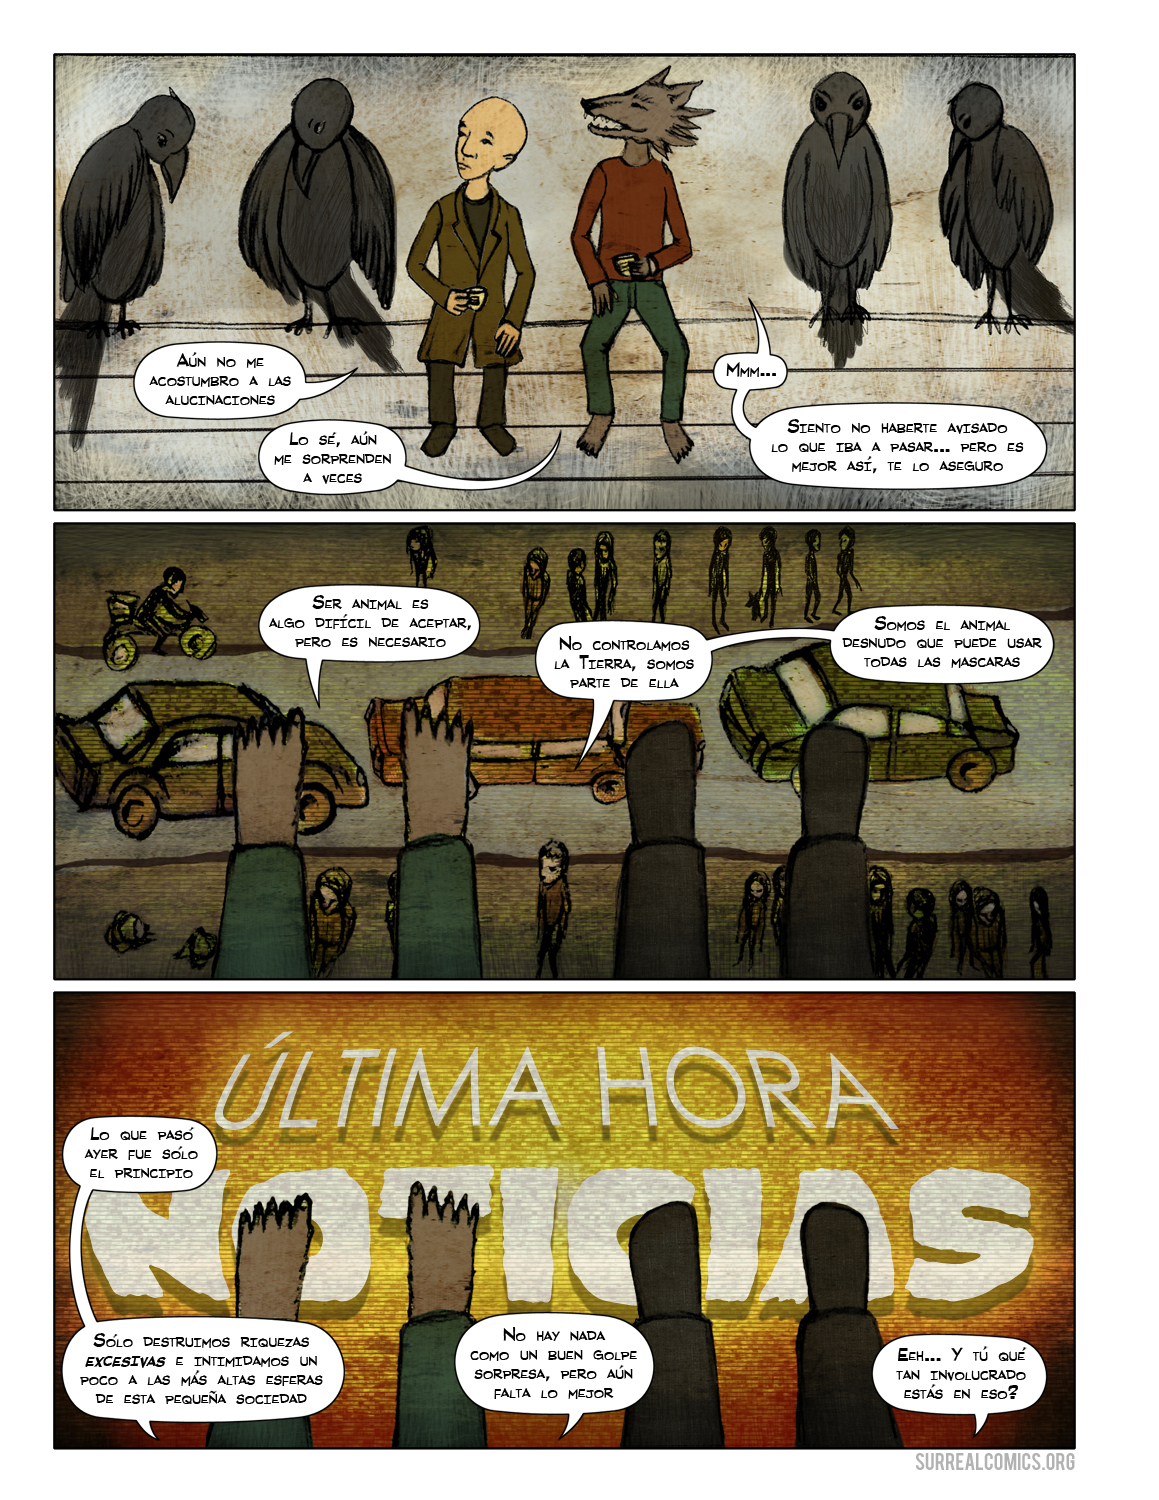 Aún no me
acostumbro a las
alucinaciones
Lo sé, aún
me sorprenden
a veces
Mmm...
Siento no haberte avisado
lo que iba a pasar... pero es
mejor así, te lo aseguro
Ser animal es
algo difícil de aceptar,
pero es necesario
No controlamos
la Tierra, somos
parte de ella
Somos el animal
desnudo que puede usar
todas las mascaras
ÚLTIMA HORA
NOTICIAS
Lo que pasó
ayer fue sólo
el principio
Sólo destruimos riquezas
excesivas e intimidamos un
poco a las más altas esferas
de esta pequeña sociedad
No hay nada
como un buen golpe
sorpresa, pero aún
falta lo mejor
Eeh... Y tú qué
tan involucrado
estás en eso?
SURREALCOMICS.ORG